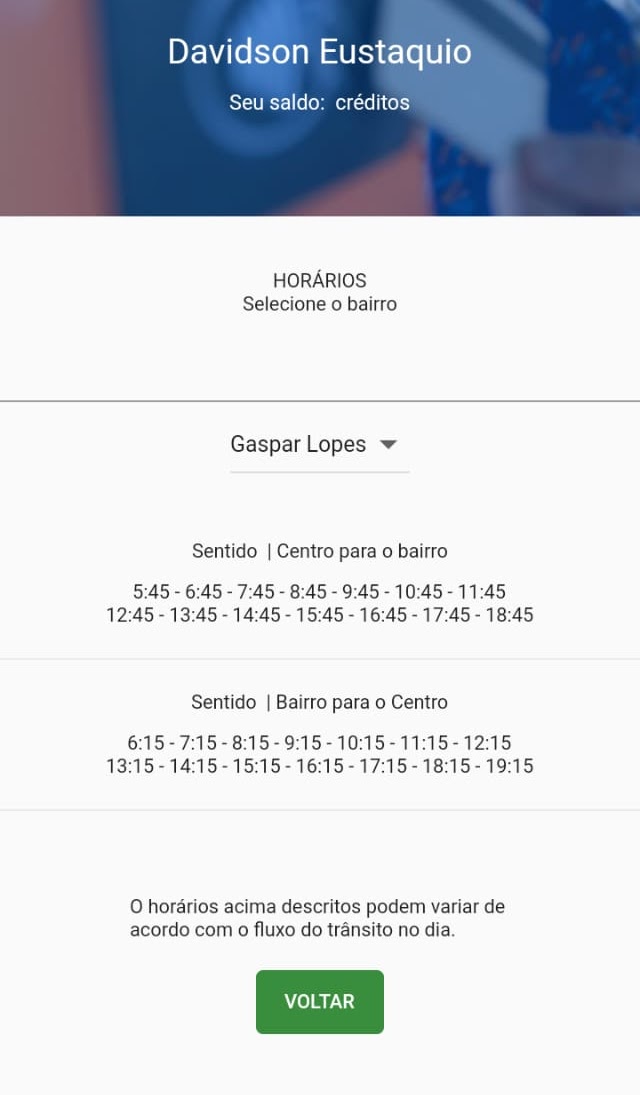 Davidson Eustaquio
Seu saldo: créditos
HORÁRIOS
Selecione o bairro
Gaspar Lopes
Sentido | Centro para o bairro
5:45 - 6:45 - 7:45 - 8:45 - 9:45 - 10:45 - 11:45
12:45 - 13:45 - 14:45 - 15:45 - 16:45 - 17:45 - 18:45
Sentido | Bairro para o Centro
6:15 - 7:15 - 8:15 - 9:15 - 10:15 - 11:15 - 12:15
13:15 - 14:15 - 15:15 - 16:15 - 17:15 - 18:15 - 19:15
O horários acima descritos podem variar de
acordo com o fluxo do trânsito no dia.
VOLTAR